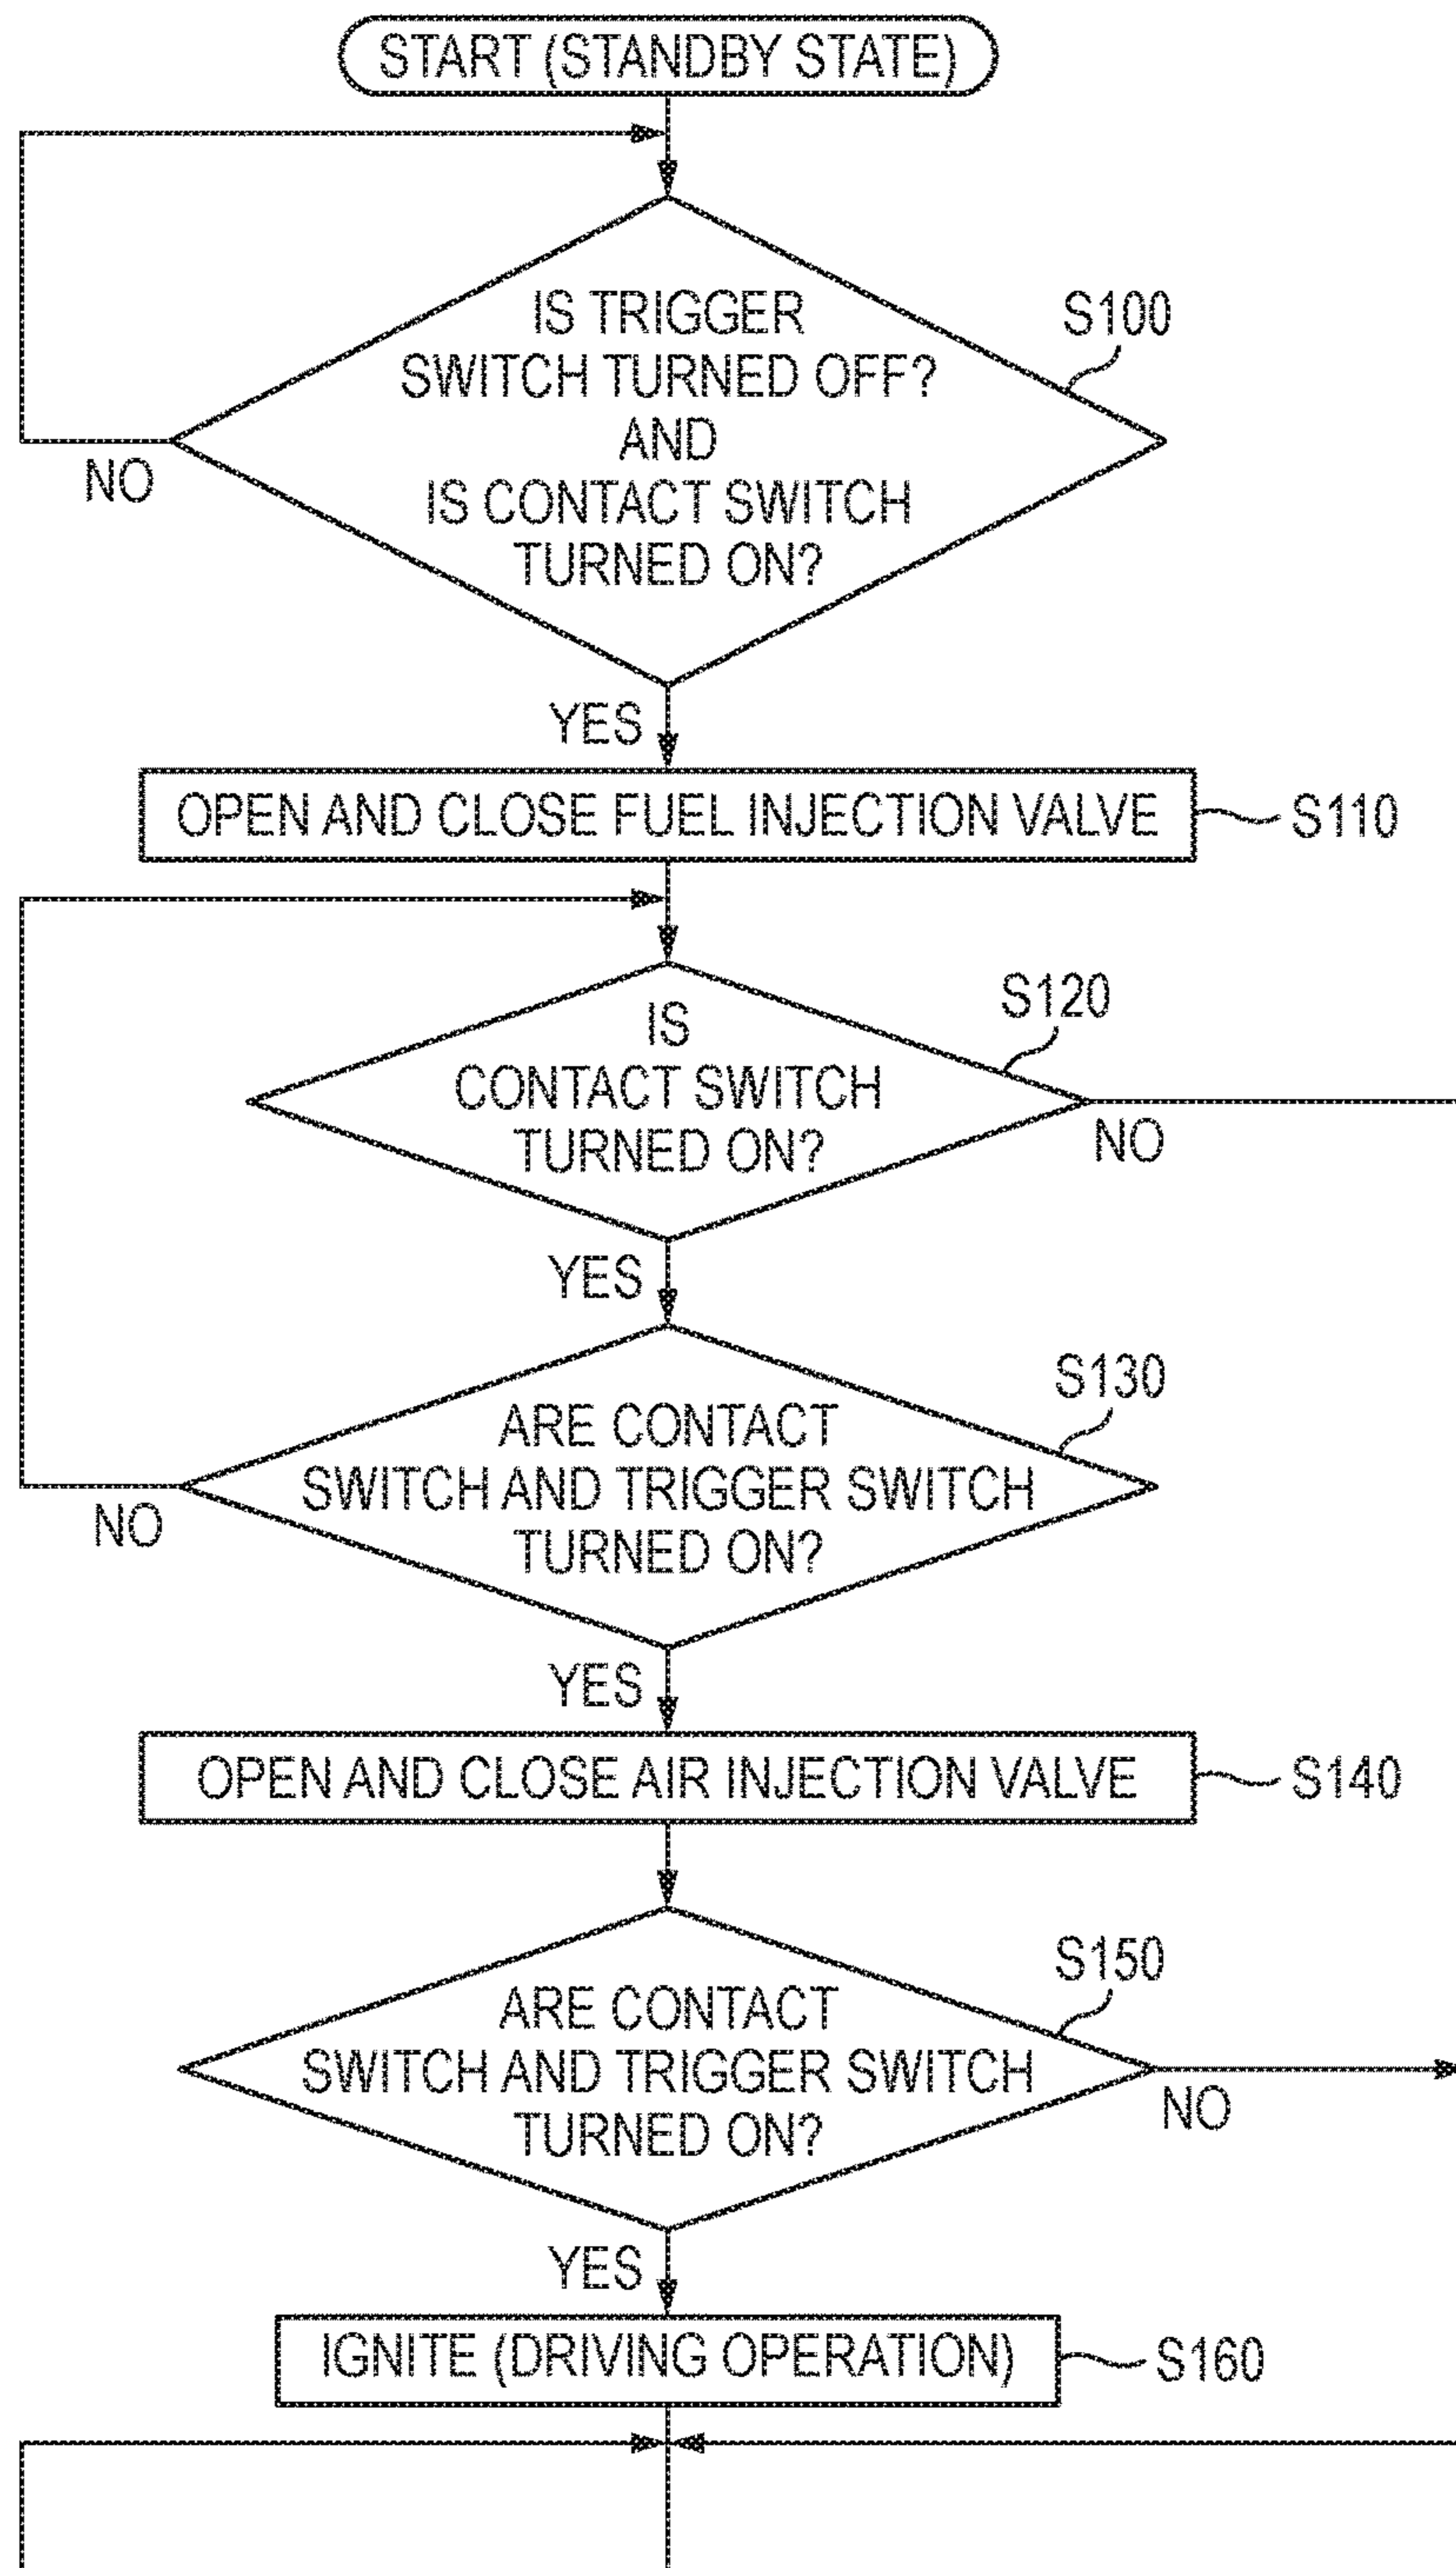 START (STANDBY STATE)
IS TRIGGER
SWITCH TURNED OFF?
AND
IS CONTACT SWITCH
TURNED ON?
S100
NO
YES
OPEN AND CLOSE FUEL INJECTION VALVE
S110
IS
CONTACT SWITCH
TURNED ON?
S120
NO
YES
ARE CONTACT
SWITCH AND TRIGGER SWITCH
TURNED ON?
S130
NO
YES
OPEN AND CLOSE AIR INJECTION VALVE
S140
ARE CONTACT
SWITCH AND TRIGGER SWITCH
TURNED ON?
S150
NO
YES
IGNITE (DRIVING OPERATION)
S160